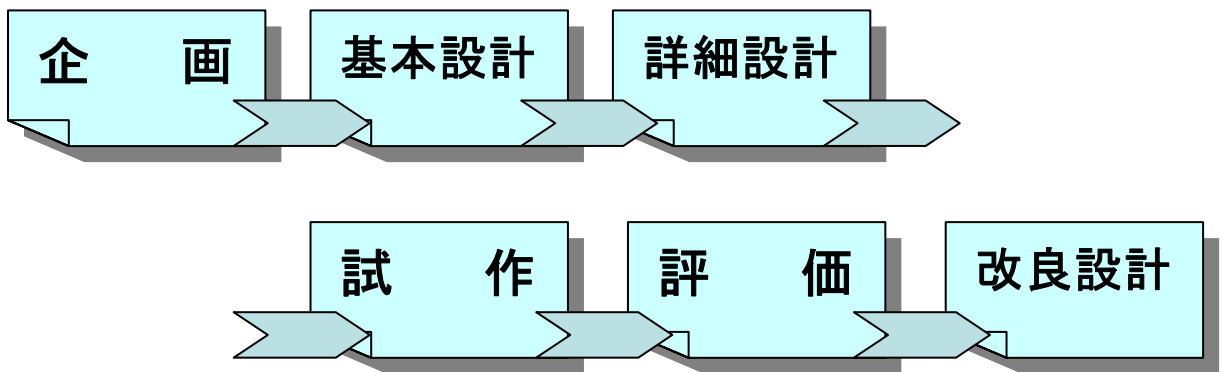 企　画
基本設計
詳細設計
試　作
評　価
改良設計